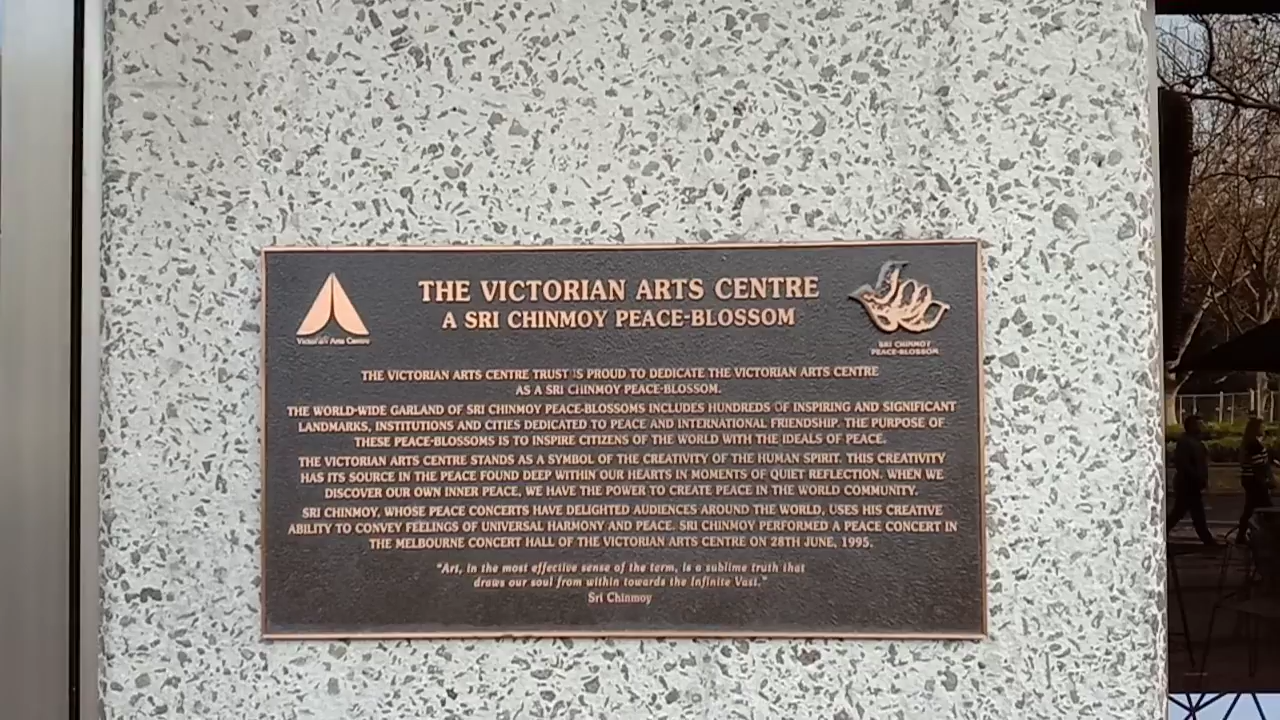 THE VICTORIAN ARTS CENTRE
A SRI CHINMOY PEACE-BLOSSOM
Victorian Arts Centre
SRI CHINMOY
PEACE-BLOSSOM
THE VICTORIAN ARTS CENTRE TRUST IS PROUD TO DEDICATE THE VICTORIAN ARTS CENTRE
AS A SRI CHINMOY PEACE-BLOSSOM.
THE WORLD-WIDE GARLAND OF SRI CHINMOY PEACE-BLOSSOMS INCLUDES HUNDREDS OF INSPIRING AND SIGNIFICANT
LANDMARKS, INSTITUTIONS AND CITIES DEDICATED TO PEACE AND INTERNATIONAL FRIENDSHIP. THE PURPOSE OF
THESE PEACE-BLOSSOMS IS TO INSPIRE CITIZENS OF THE WORLD WITH THE IDEALS OF PEACE.
THE VICTORIAN ARTS CENTRE STANDS AS A SYMBOL OF THE CREATIVITY OF THE HUMAN SPIRIT. THIS CREATIVITY
HAS ITS SOURCE IN THE PEACE FOUND DEEP WITHIN OUR HEARTS IN MOMENTS OF QUIET REFLECTION. WHEN WE
DISCOVER OUR OWN INNER PEACE, WE HAVE THE POWER TO CREATE PEACE IN THE WORLD COMMUNITY.
SRI CHINMOY, WHOSE PEACE CONCERTS HAVE DELIGHTED AUDIENCES AROUND THE WORLD, USES HIS CREATIVE
ABILITY TO CONVEY FEELINGS OF UNIVERSAL HARMONY AND PEACE. SRI CHINMOY PERFORMED A PEACE CONCERT IN
THE MELBOURNE CONCERT HALL OF THE VICTORIAN ARTS CENTRE ON 28TH JUNE, 1995.
"Art, in the most effective sense of the term, is a sublime truth that
draws our soul from within towards the Infinite Vast."
Sri Chinmoy